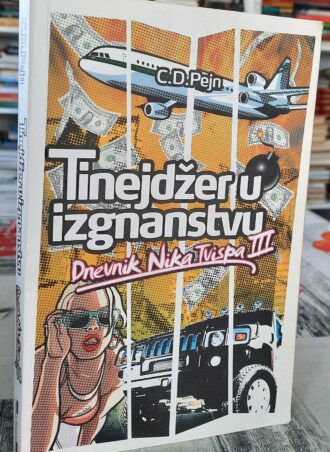 C.D.Pejn
Tinejdžer u
izgnanstvu
Dnevnik Nika Tvispa III